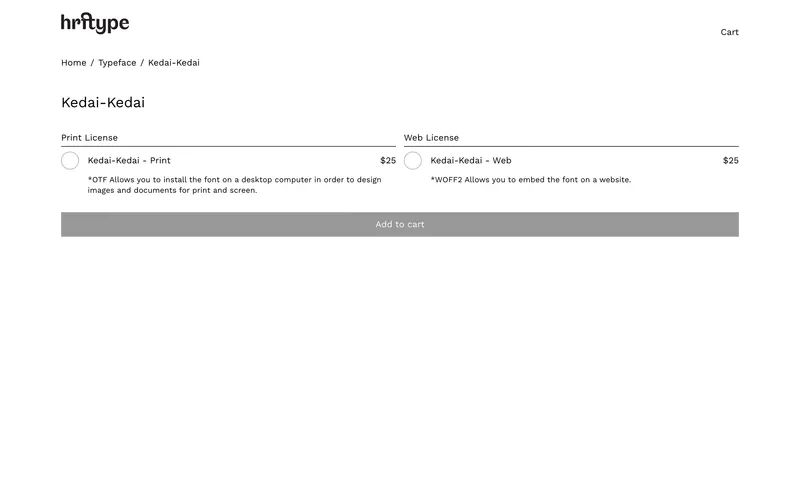 hrftype
Cart
Home / Typeface / Kedai-Kedai
Kedai-Kedai
Print License
Kedai-Kedai - Print $25
*OTF Allows you to install the font on a desktop computer in order to design
images and documents for print and screen.
Web License
Kedai-Kedai - Web $25
*WOFF2 Allows you to embed the font on a website.
Add to cart